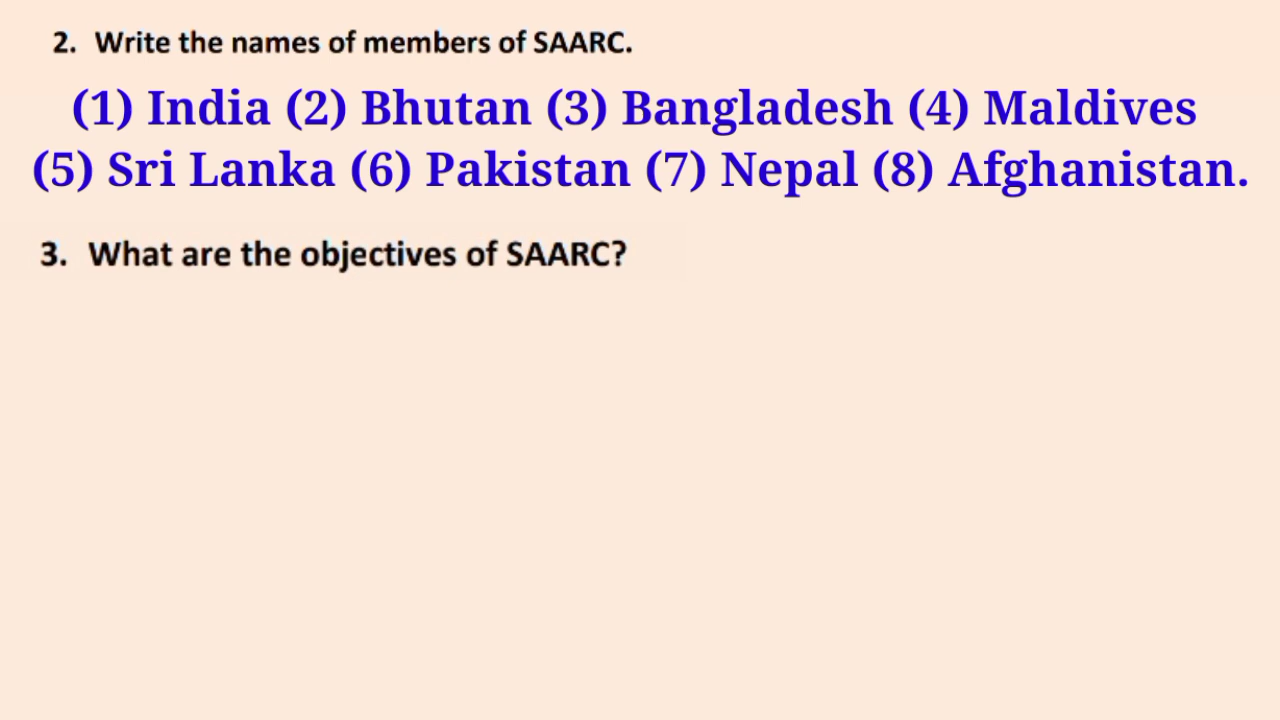 2. Write the names of members of SAARC.
(1) India (2) Bhutan (3) Bangladesh (4) Maldives
(5) Sri Lanka (6) Pakistan (7) Nepal (8) Afghanistan.
3. What are the objectives of SAARC?